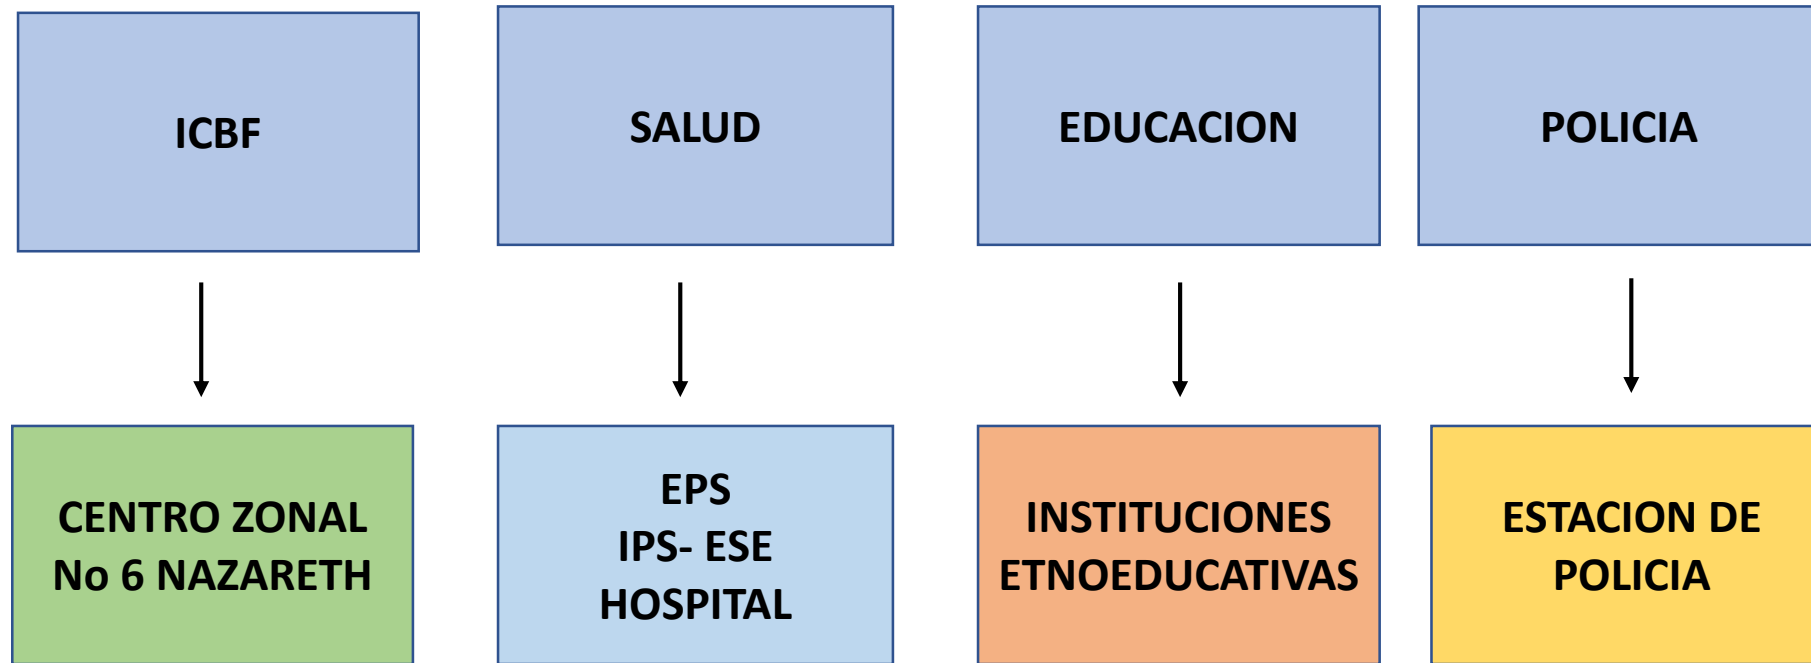 ICBF
SALUD
EDUCACION
POLICIA
CENTRO ZONAL
No 6 NAZARETH
EPS
IPS- ESE
HOSPITAL
INSTITUCIONES
ETNOEDUCATIVAS
ESTACION DE
POLICIA